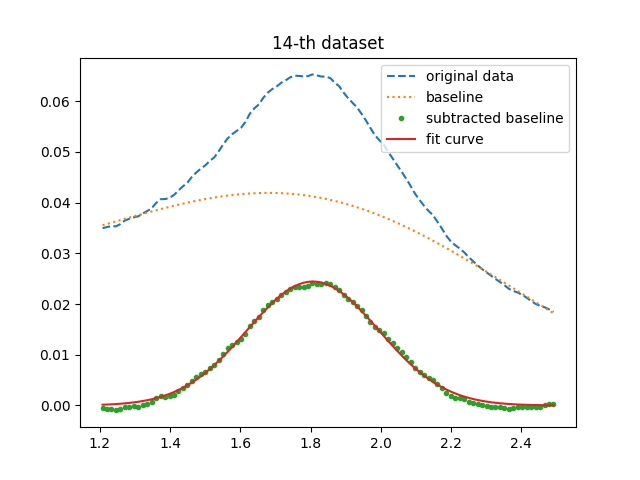 14-th dataset
original data
baseline
subtracted baseline
fit curve
0.06
0.05
0.04
0.03
0.02
0.01
0.00
1.2 1.4 1.6 1.8 2.0 2.2 2.4